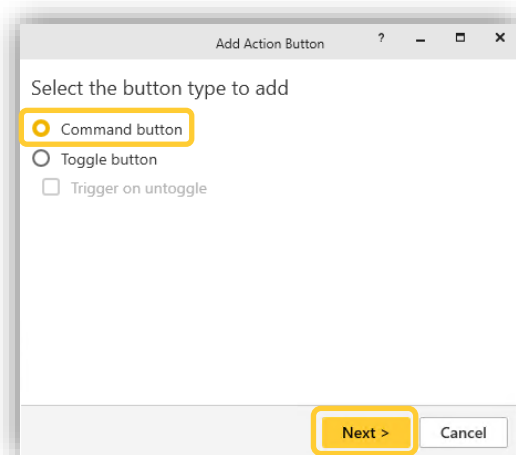 Add Action Button ?
Select the button type to add
Command button
Toggle button
Trigger on untoggle
Next > Cancel